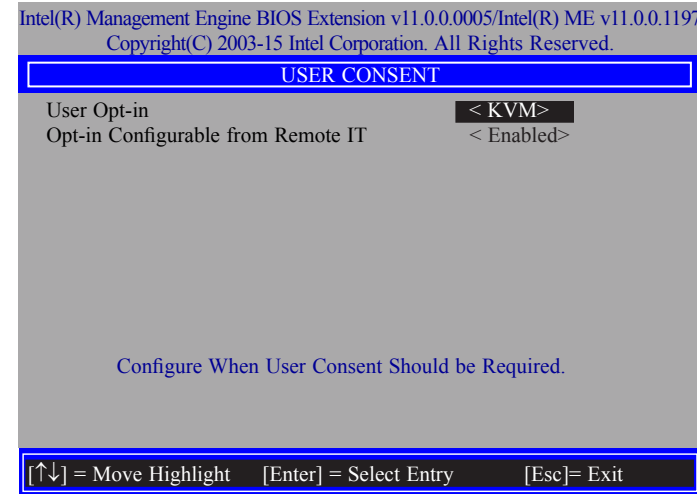 Intel(R) Management Engine BIOS Extension v11.0.0.0005/Intel(R) ME v11.0.0.1197
Copyright(C) 2003-15 Intel Corporation. All Rights Reserved.
USER CONSENT
User Opt-in < KVM>
Opt-in Configurable from Remote IT < Enabled>
Configure When User Consent Should be Required.
[↑↓] = Move Highlight [Enter] = Select Entry [Esc]= Exit